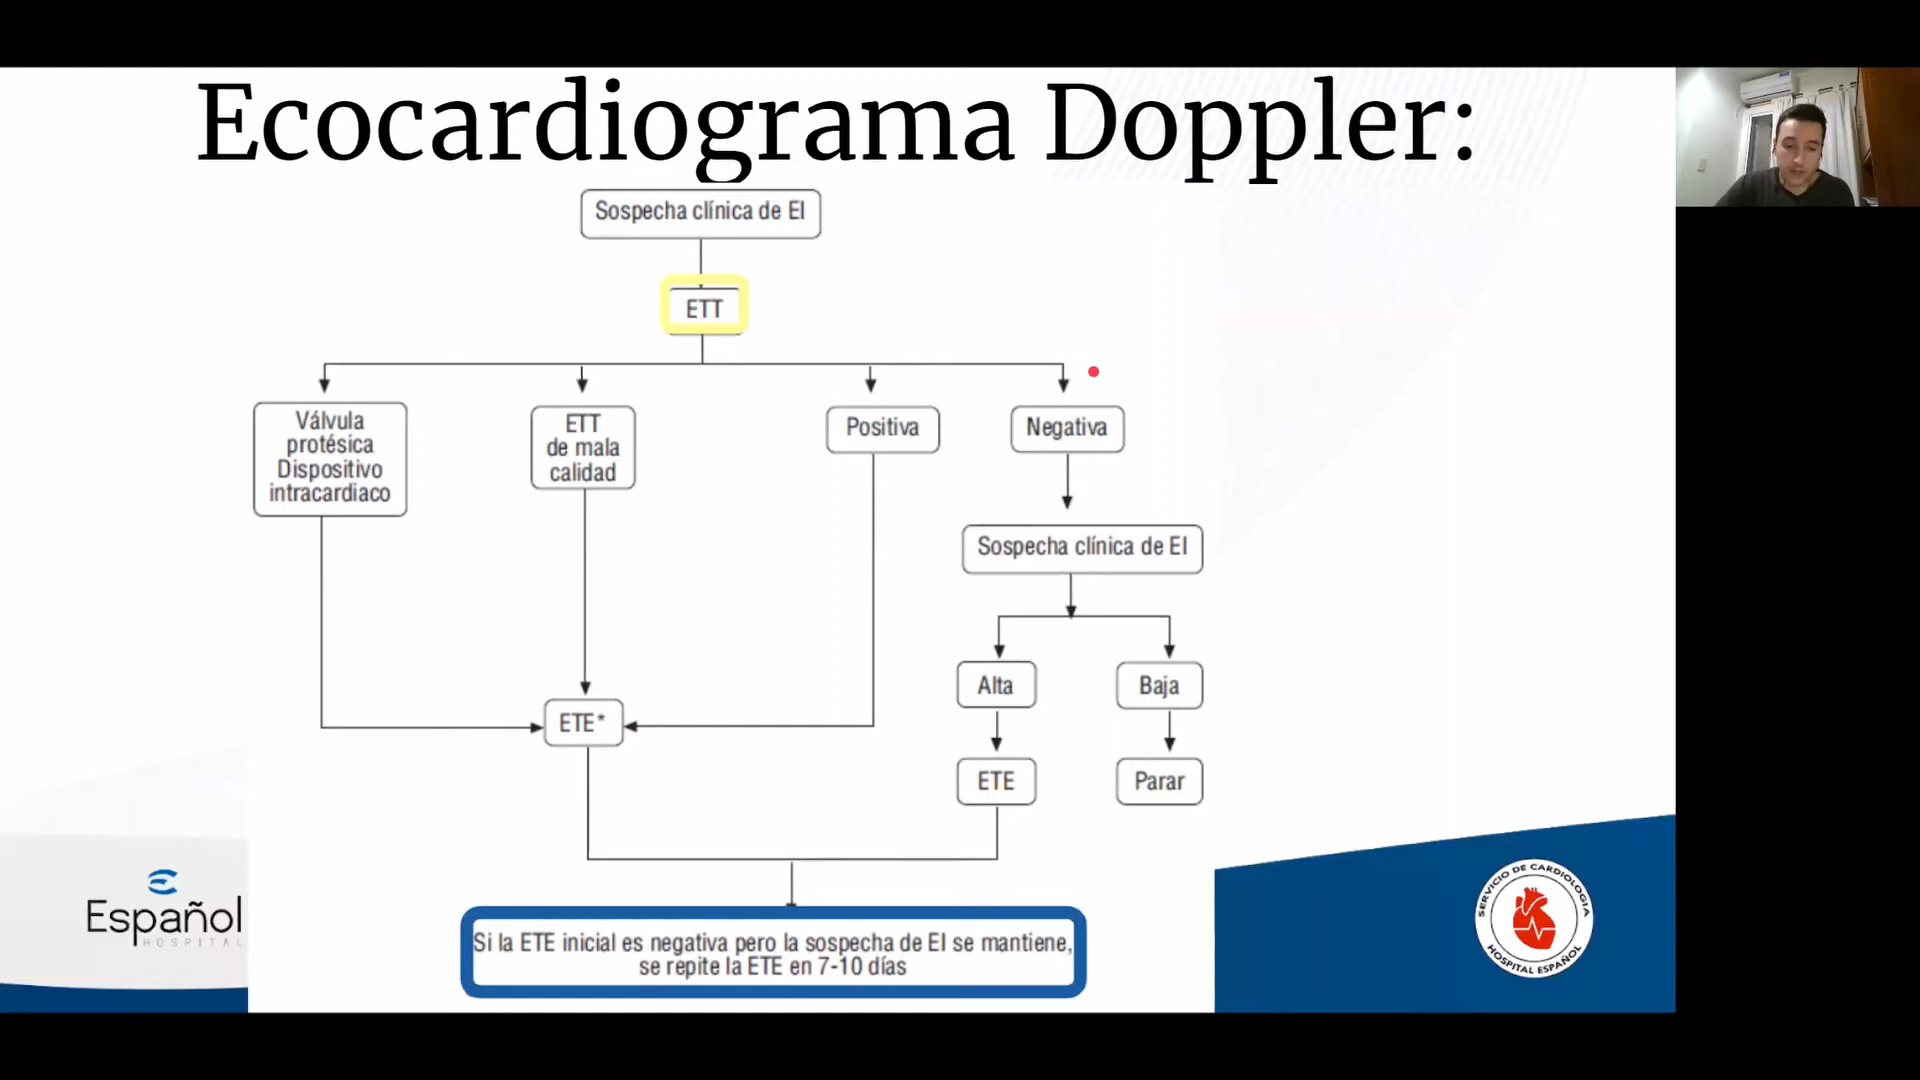 Ecocardiograma Doppler:
Sospecha clínica de EI
ETT
Válvula
protésica
Dispositivo
intracardiaco
ETT
de mala
calidad
Positiva
Negativa
Sospecha clínica de EI
Alta
Baja
ETE*
ETE
Parar
Si la ETE inicial es negativa pero la sospecha de EI se mantiene,
se repite la ETE en 7-10 días
Español
HOSPITAL
SERVICIO DE CARDIOLOGIA
HOSPITAL ESPAÑOL